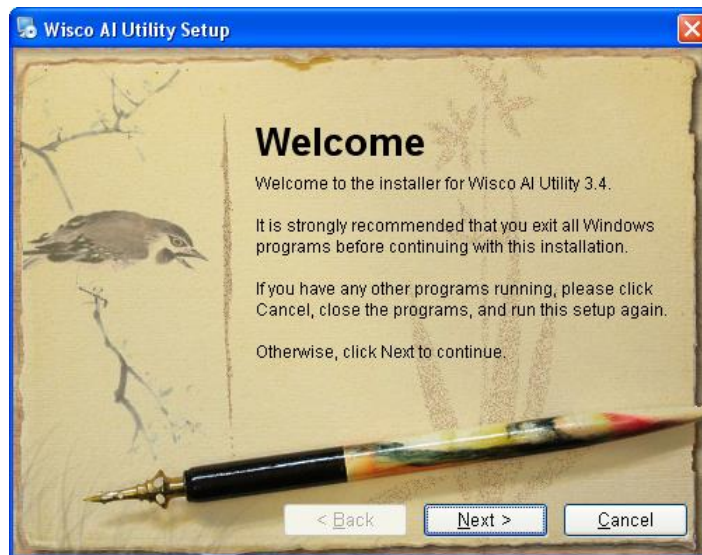 Wisco AI Utility Setup
Welcome
Welcome to the installer for Wisco AI Utility 3.4.
It is strongly recommended that you exit all Windows
programs before continuing with this installation.
If you have any other programs running, please click
Cancel, close the programs, and run this setup again.
Otherwise, click Next to continue.
< Back
Next >
Cancel